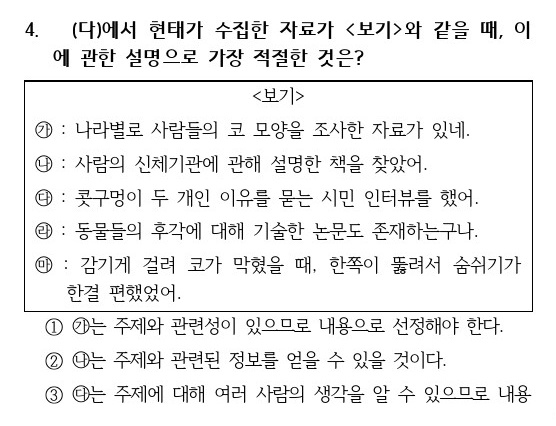 4. (다)에서 현태가 수집한 자료가 <보기>와 같을 때, 이
에 관한 설명으로 가장 적절한 것은?
<보기>
㉮ : 나라별로 사람들의 코 모양을 조사한 자료가 있네.
㉯ : 사람의 신체기관에 관해 설명한 책을 찾았어.
㉰ : 콧구멍이 두 개인 이유를 묻는 시민 인터뷰를 했어.
㉱ : 동물들의 후각에 대해 기술한 논문도 존재하는구나.
㉲ : 감기게 걸려 코가 막혔을 때, 한쪽이 뚫려서 숨쉬기가
한결 편했었어.
① ㉮는 주제와 관련성이 있으므로 내용으로 선정해야 한다.
② ㉯는 주제와 관련된 정보를 얻을 수 있을 것이다.
③ ㉰는 주제에 대해 여러 사람의 생각을 알 수 있으므로 내용